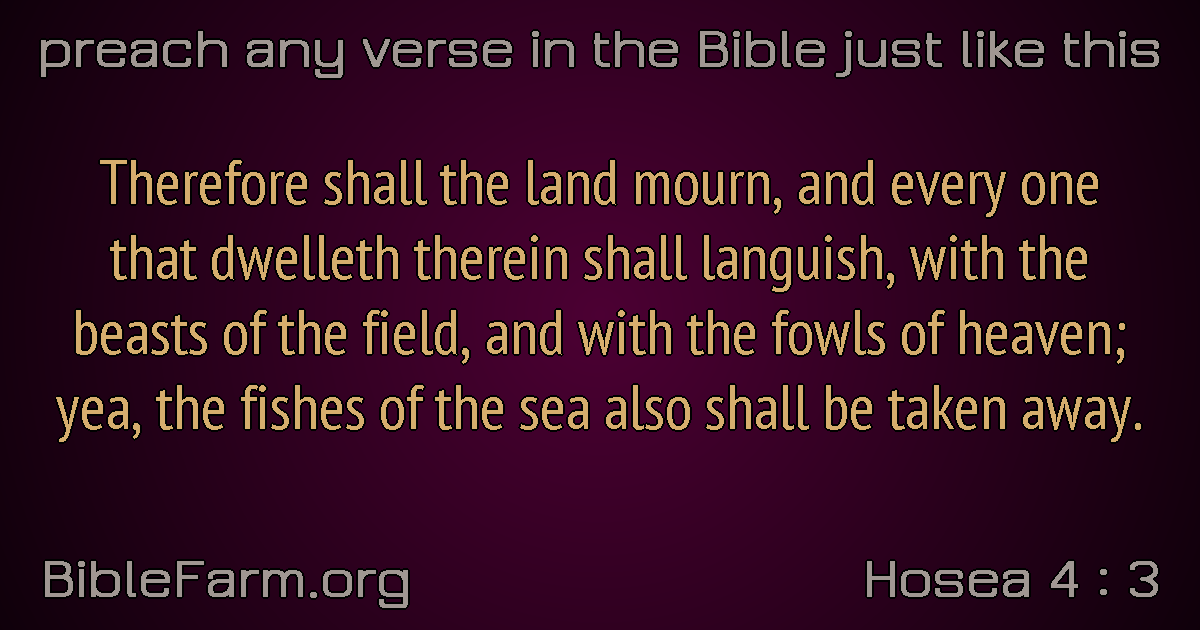 preach any verse in the Bible just like this
Therefore shall the land mourn, and every one
that dwelleth therein shall languish, with the
beasts of the field, and with the fowls of heaven;
yea, the fishes of the sea also shall be taken away.
BibleFarm.org
Hosea 4 : 3